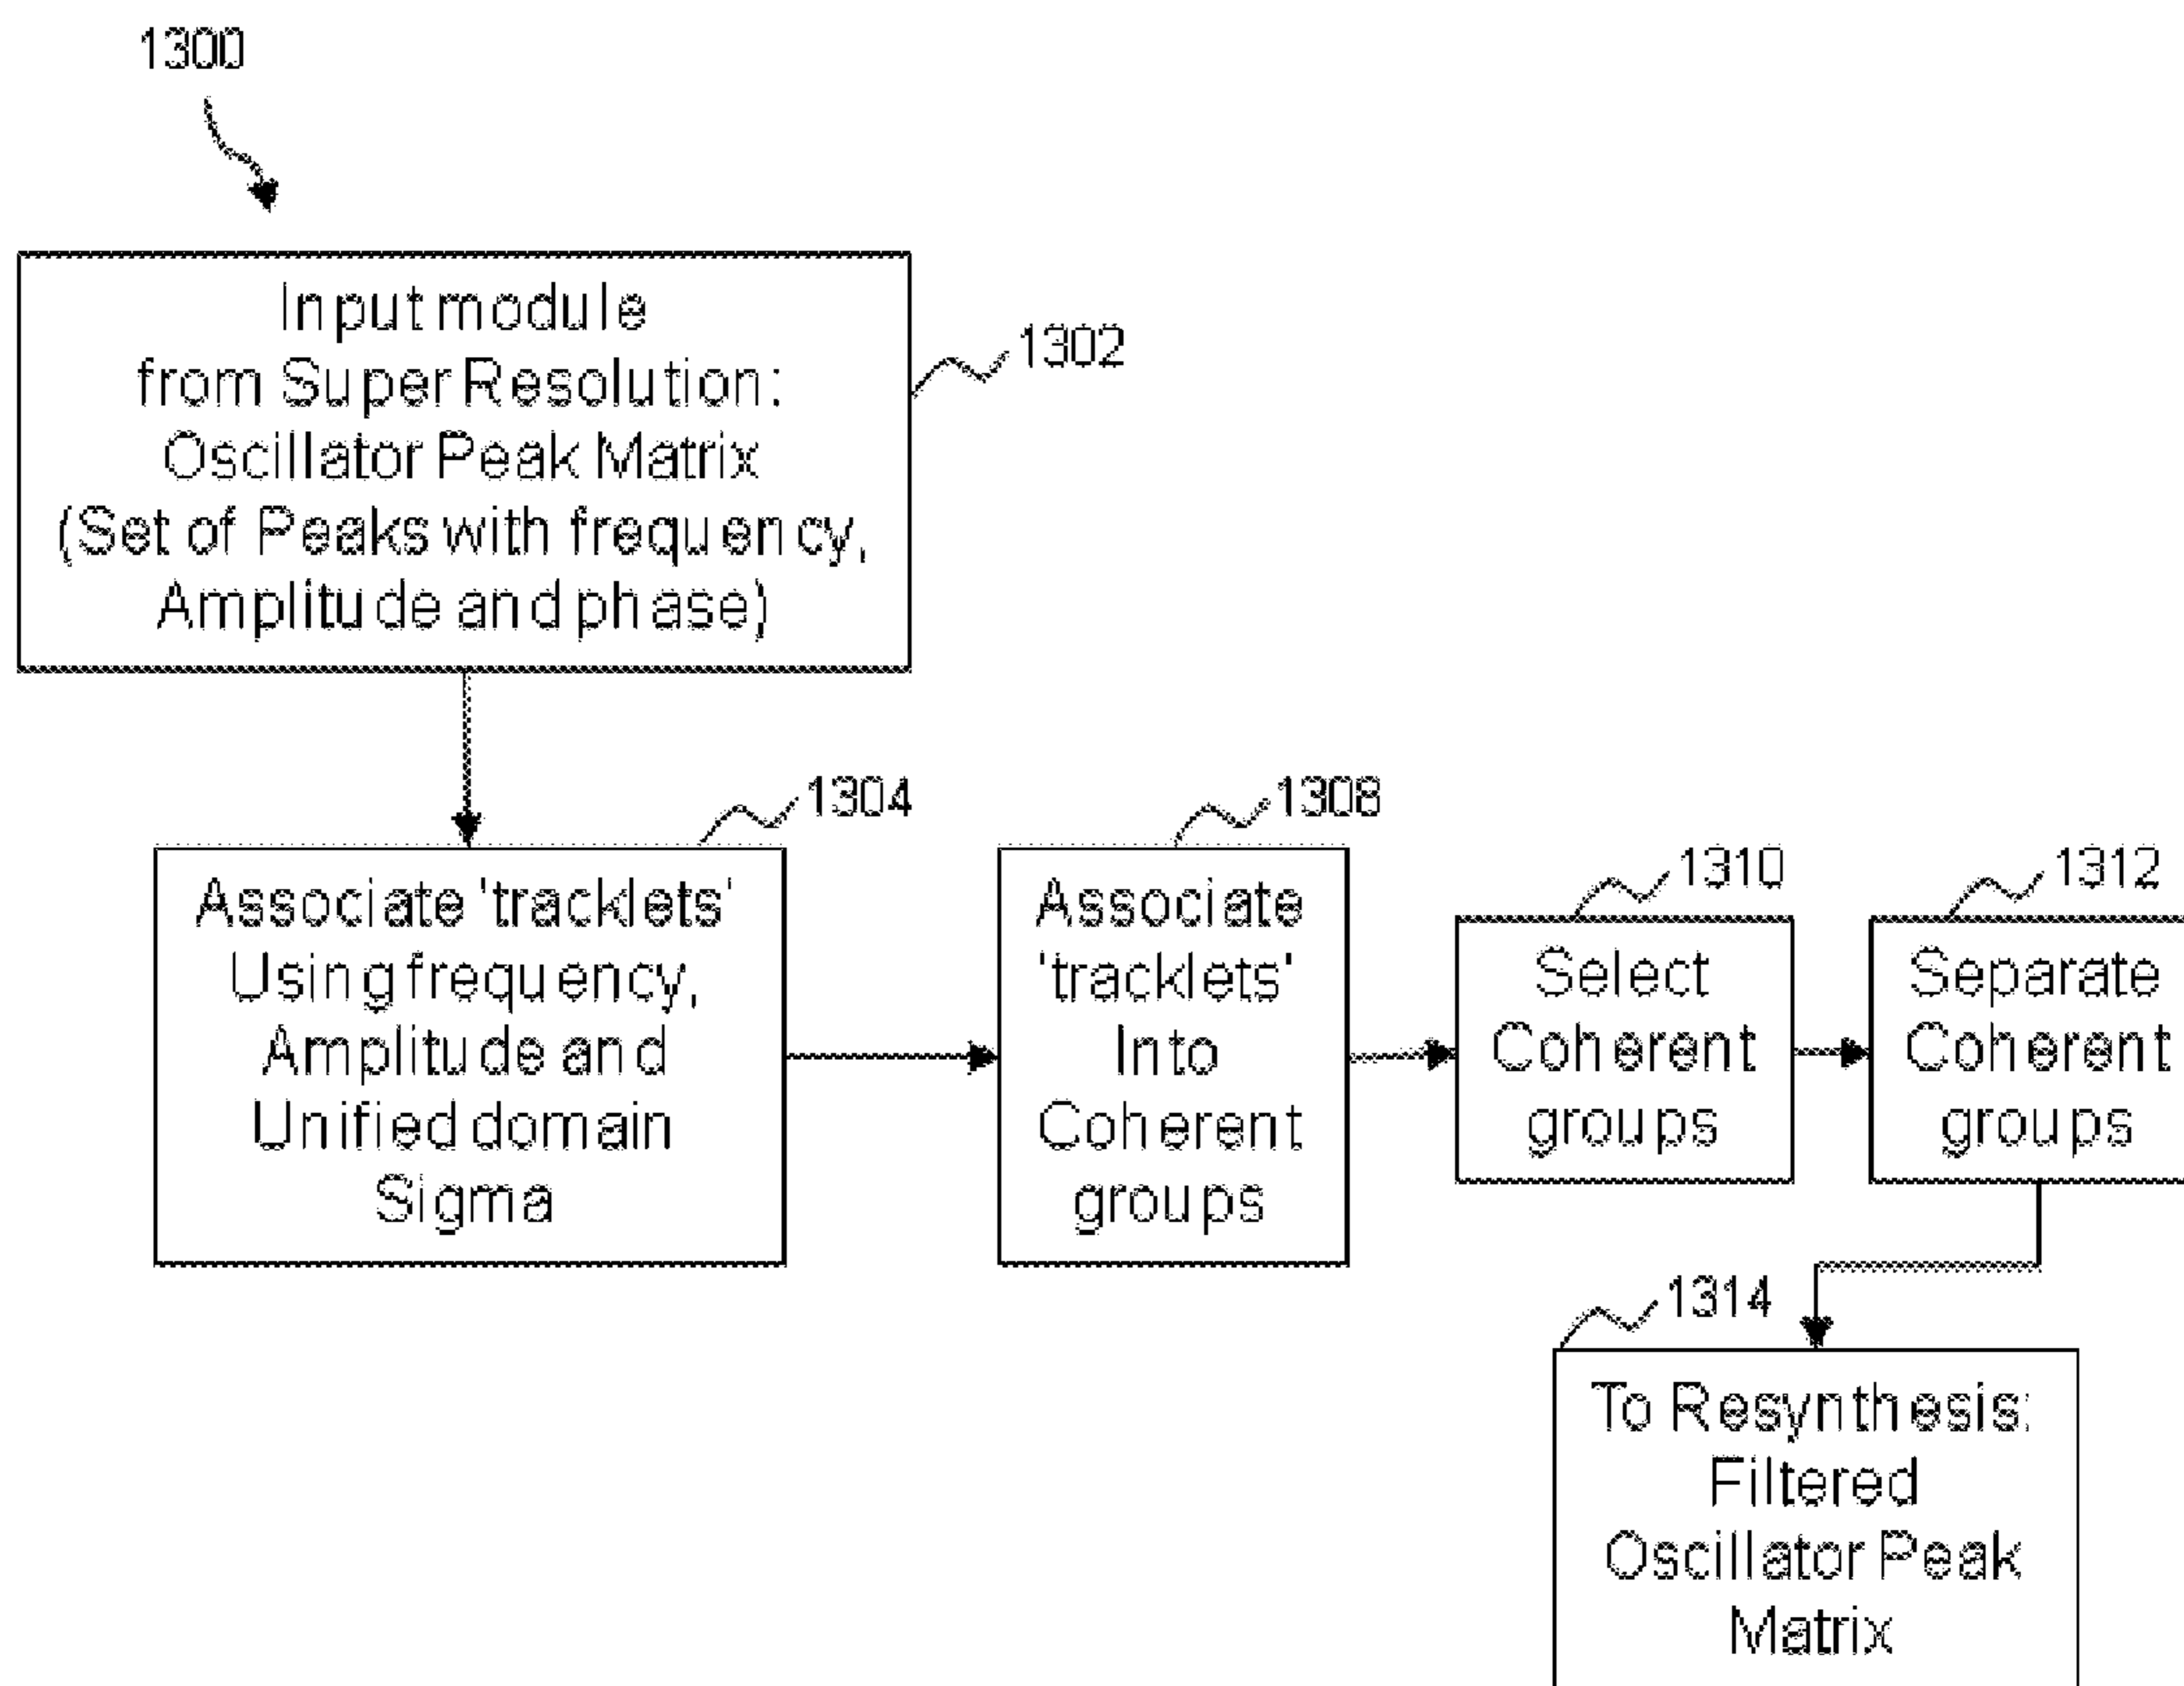 1300
Input module
from Super Resolution:
Oscillator Peak Matrix
(Set of Peaks with frequency,
Amplitude and phase)
1302
1304
Associate 'tracklets'
Using frequency,
Amplitude and
Unified domain
Sigma
1308
Associate
'tracklets'
Into
Coherent
groups
1310
Select
Coherent
groups
1312
Separate
Coherent
groups
1314
To Resynthesis:
Filtered
Oscillator Peak
Matrix